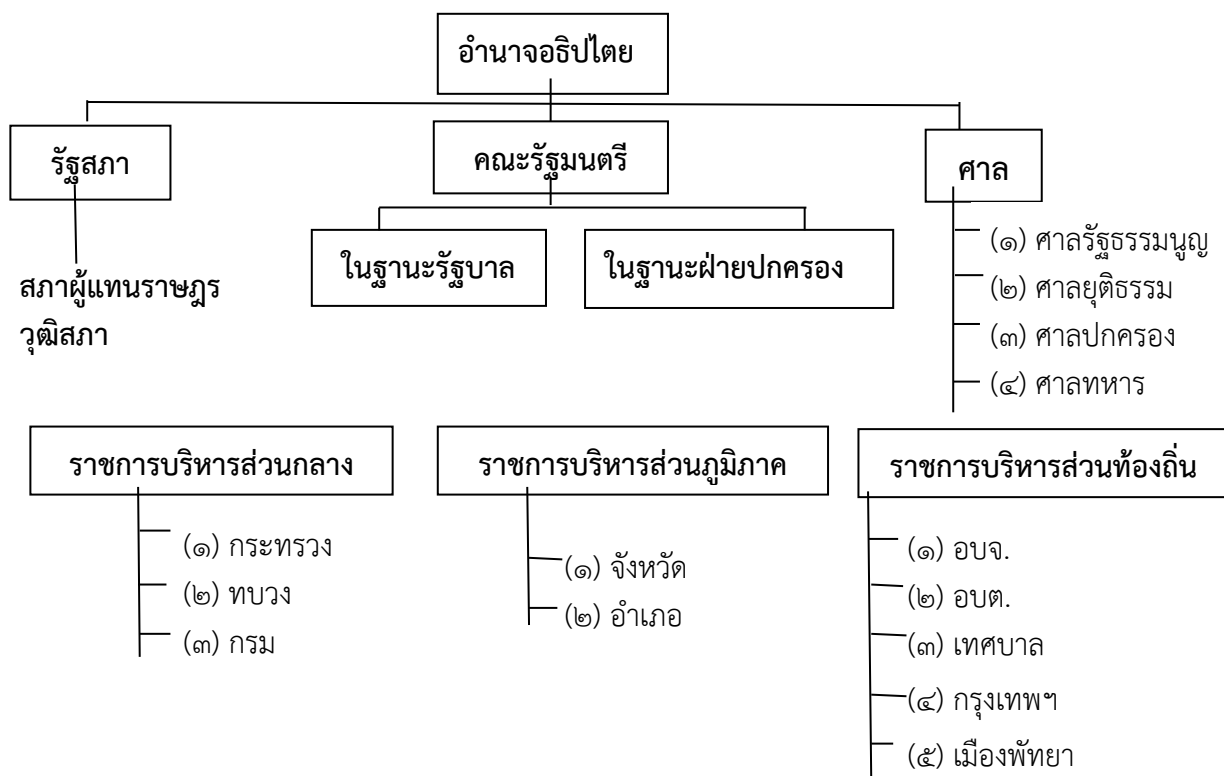 อำนาจอธิปไตย
รัฐสภา
คณะรัฐมนตรี
ศาล
ในฐานะรัฐบาล
ในฐานะฝ่ายปกครอง
สภาผู้แทนราษฎร
วุฒิสภา
(๑) ศาลรัฐธรรมนูญ
(๒) ศาลยุติธรรม
(๓) ศาลปกครอง
(๔) ศาลทหาร
ราชการบริหารส่วนกลาง
(๑) กระทรวง
(๒) ทบวง
(๓) กรม
ราชการบริหารส่วนภูมิภาค
(๑) จังหวัด
(๒) อำเภอ
ราชการบริหารส่วนท้องถิ่น
(๑) อบจ.
(๒) อบต.
(๓) เทศบาล
(๔) กรุงเทพฯ
(๕) เมืองพัทยา